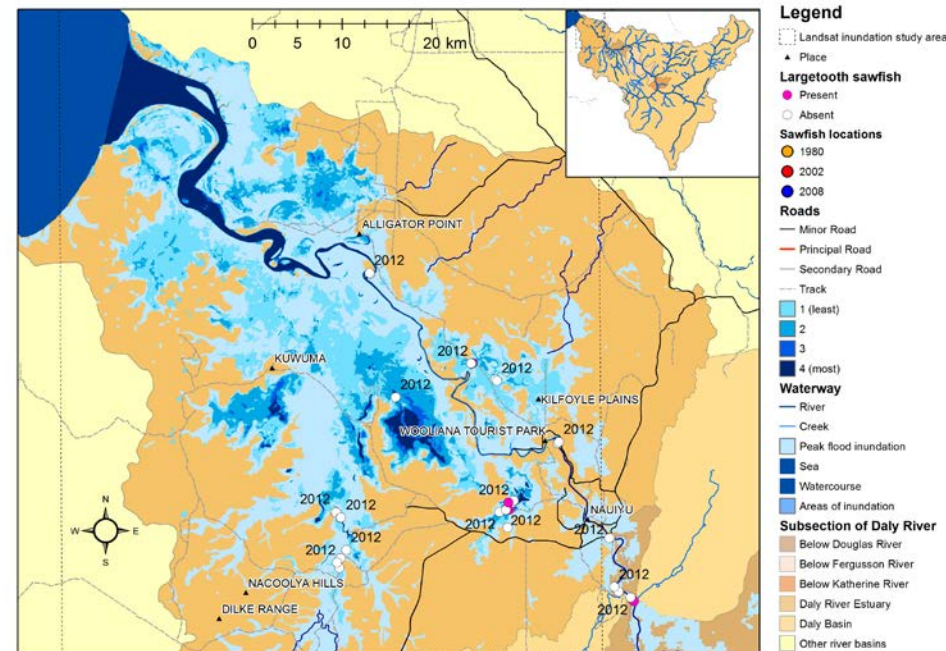 0 5 10 20 km
ALLIGATOR POINT
2012
KUWUMA
2012
2012
2012
KILFOYLE PLAINS
WOOLIANA TOURIST PARK
2012
2012
2012
2012
2012
NAUIYU
2012
2012
2012
2012
NACOOLYA HILLS
DILKE RANGE
2012
2012
N
W
E
S
Legend
Landsat inundation study area
Place
Largetooth sawfish
Present
Absent
Sawfish locations
1980
2002
2008
Roads
Minor Road
Principal Road
Secondary Road
Track
1 (least)
2
3
4 (most)
Waterway
River
Creek
Peak flood inundation
Sea
Watercourse
Areas of inundation
Subsection of Daly River
Below Douglas River
Below Fergusson River
Below Katherine River
Daly River Estuary
Daly Basin
Other river basins